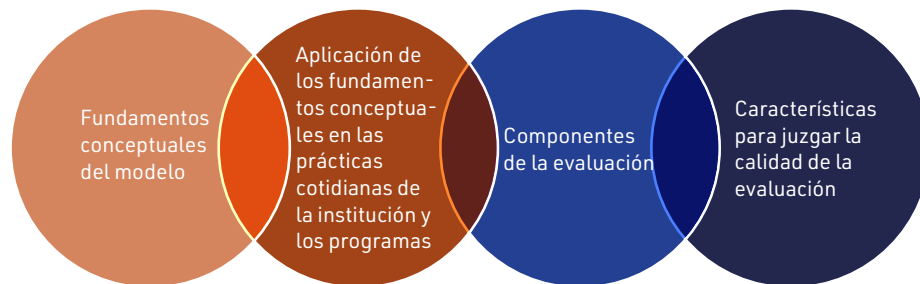 Fundamentos
conceptuales
del modelo
Aplicación de
los fundamen-
tos conceptua-
les en las
prácticas
cotidianas de
la institución y
los programas
Componentes
de la evaluación
Características
para juzgar la
calidad de la
evaluación